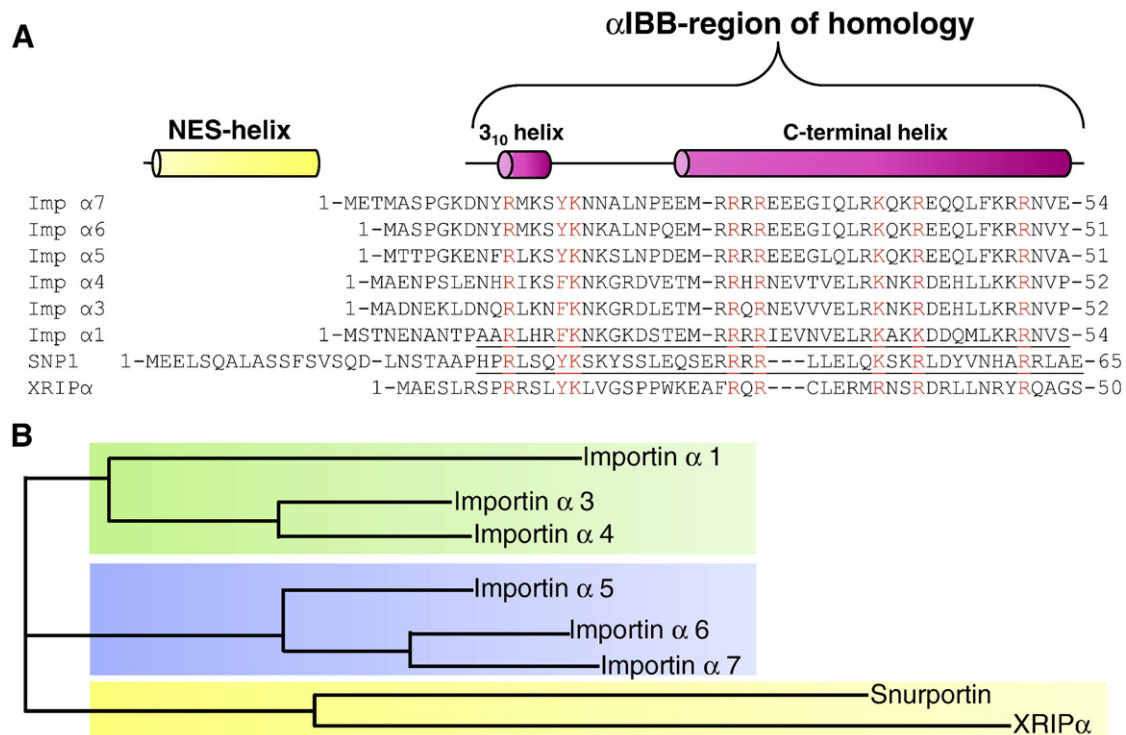 A
αIBB-region of homology
NES-helix
3₁₀ helix
C-terminal helix
Imp α7 1-METMASPGKDNYRMKSYKNNALNPEEM-RRRREEEGIQLRKQKREQQLFKRRNVE-54
Imp α6 1-MASPGKDNYRMKSYKNKALNPQEM-RRRREEEGIQLRKQKREQQLFKRRNVY-51
Imp α5 1-MTTPGKENFRLKSYKNKSLNPDEM-RRRREEEGLQLRKQKREEQLFKRRNVA-51
Imp α4 1-MAENPSLENHRIKSFKNKGRDVETM-RRHRNEVTVELRKNKRDEHLLKKRNVP-52
Imp α3 1-MADNEKLDNQRLKNFKNKGRDLETM-RRQRNEVVVELRKNKRDEHLLKRRNVP-52
Imp α1 1-MSTNENANTPAARLHRFKNKGKDSTEM-RRRRIEVNVELRKAKKDDQMLKRRNVS-54
SNP1 1-MEELSQALASSFSVSQD-LNSTAAPHPRLSQYKSKYSSLEQSERRRR---LLELQKSKRLDYVNHARRLAE-65
XRIPα 1-MAESLRSPRRSLYKLVGSPPWKEAFRQR---CLERMRNSRDRLLNRYRQAGS-50
B
Importin α 1
Importin α 3
Importin α 4
Importin α 5
Importin α 6
Importin α 7
Snurportin
XRIPα